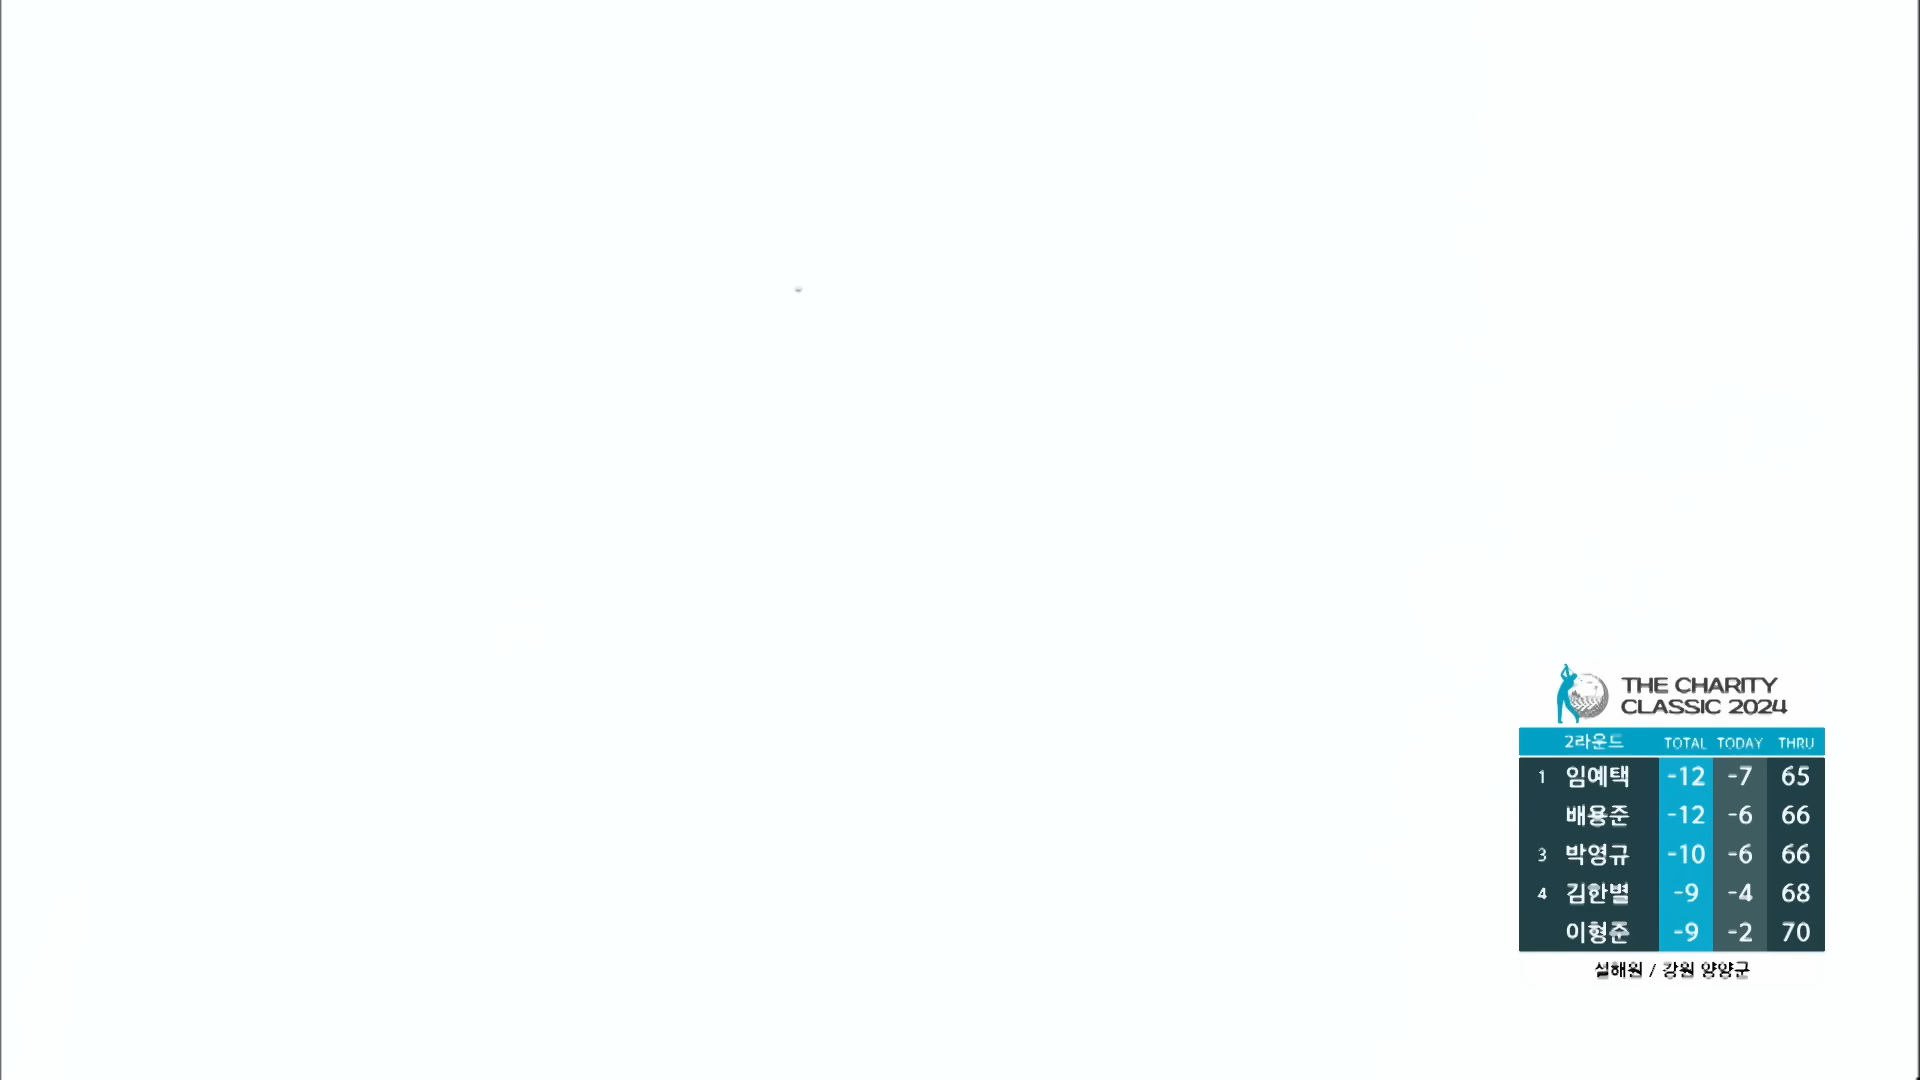 THE CHARITY
CLASSIC 2024
2라운드 TOTAL TODAY THRU
1 임예택 -12 -7 65
배용준 -12 -6 66
3 박영규 -10 -6 66
4 김한별 -9 -4 68
이형준 -9 -2 70
설해원 / 강원 양양군